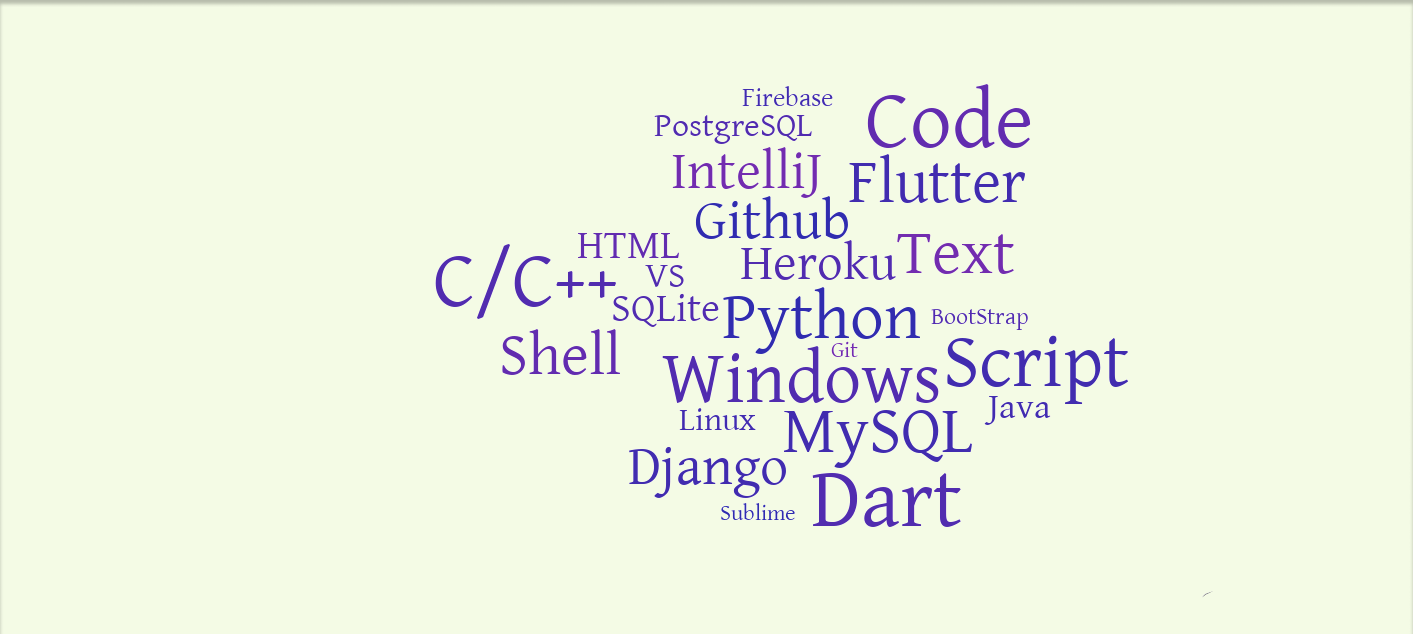 Firebase
PostgreSQL
Code
IntelliJ
Flutter
Github
HTML
Heroku
Text
C/C++
VS
SQLite
Python
BootStrap
Shell
Git
Windows
Script
Linux
MySQL
Java
Django
Dart
Sublime